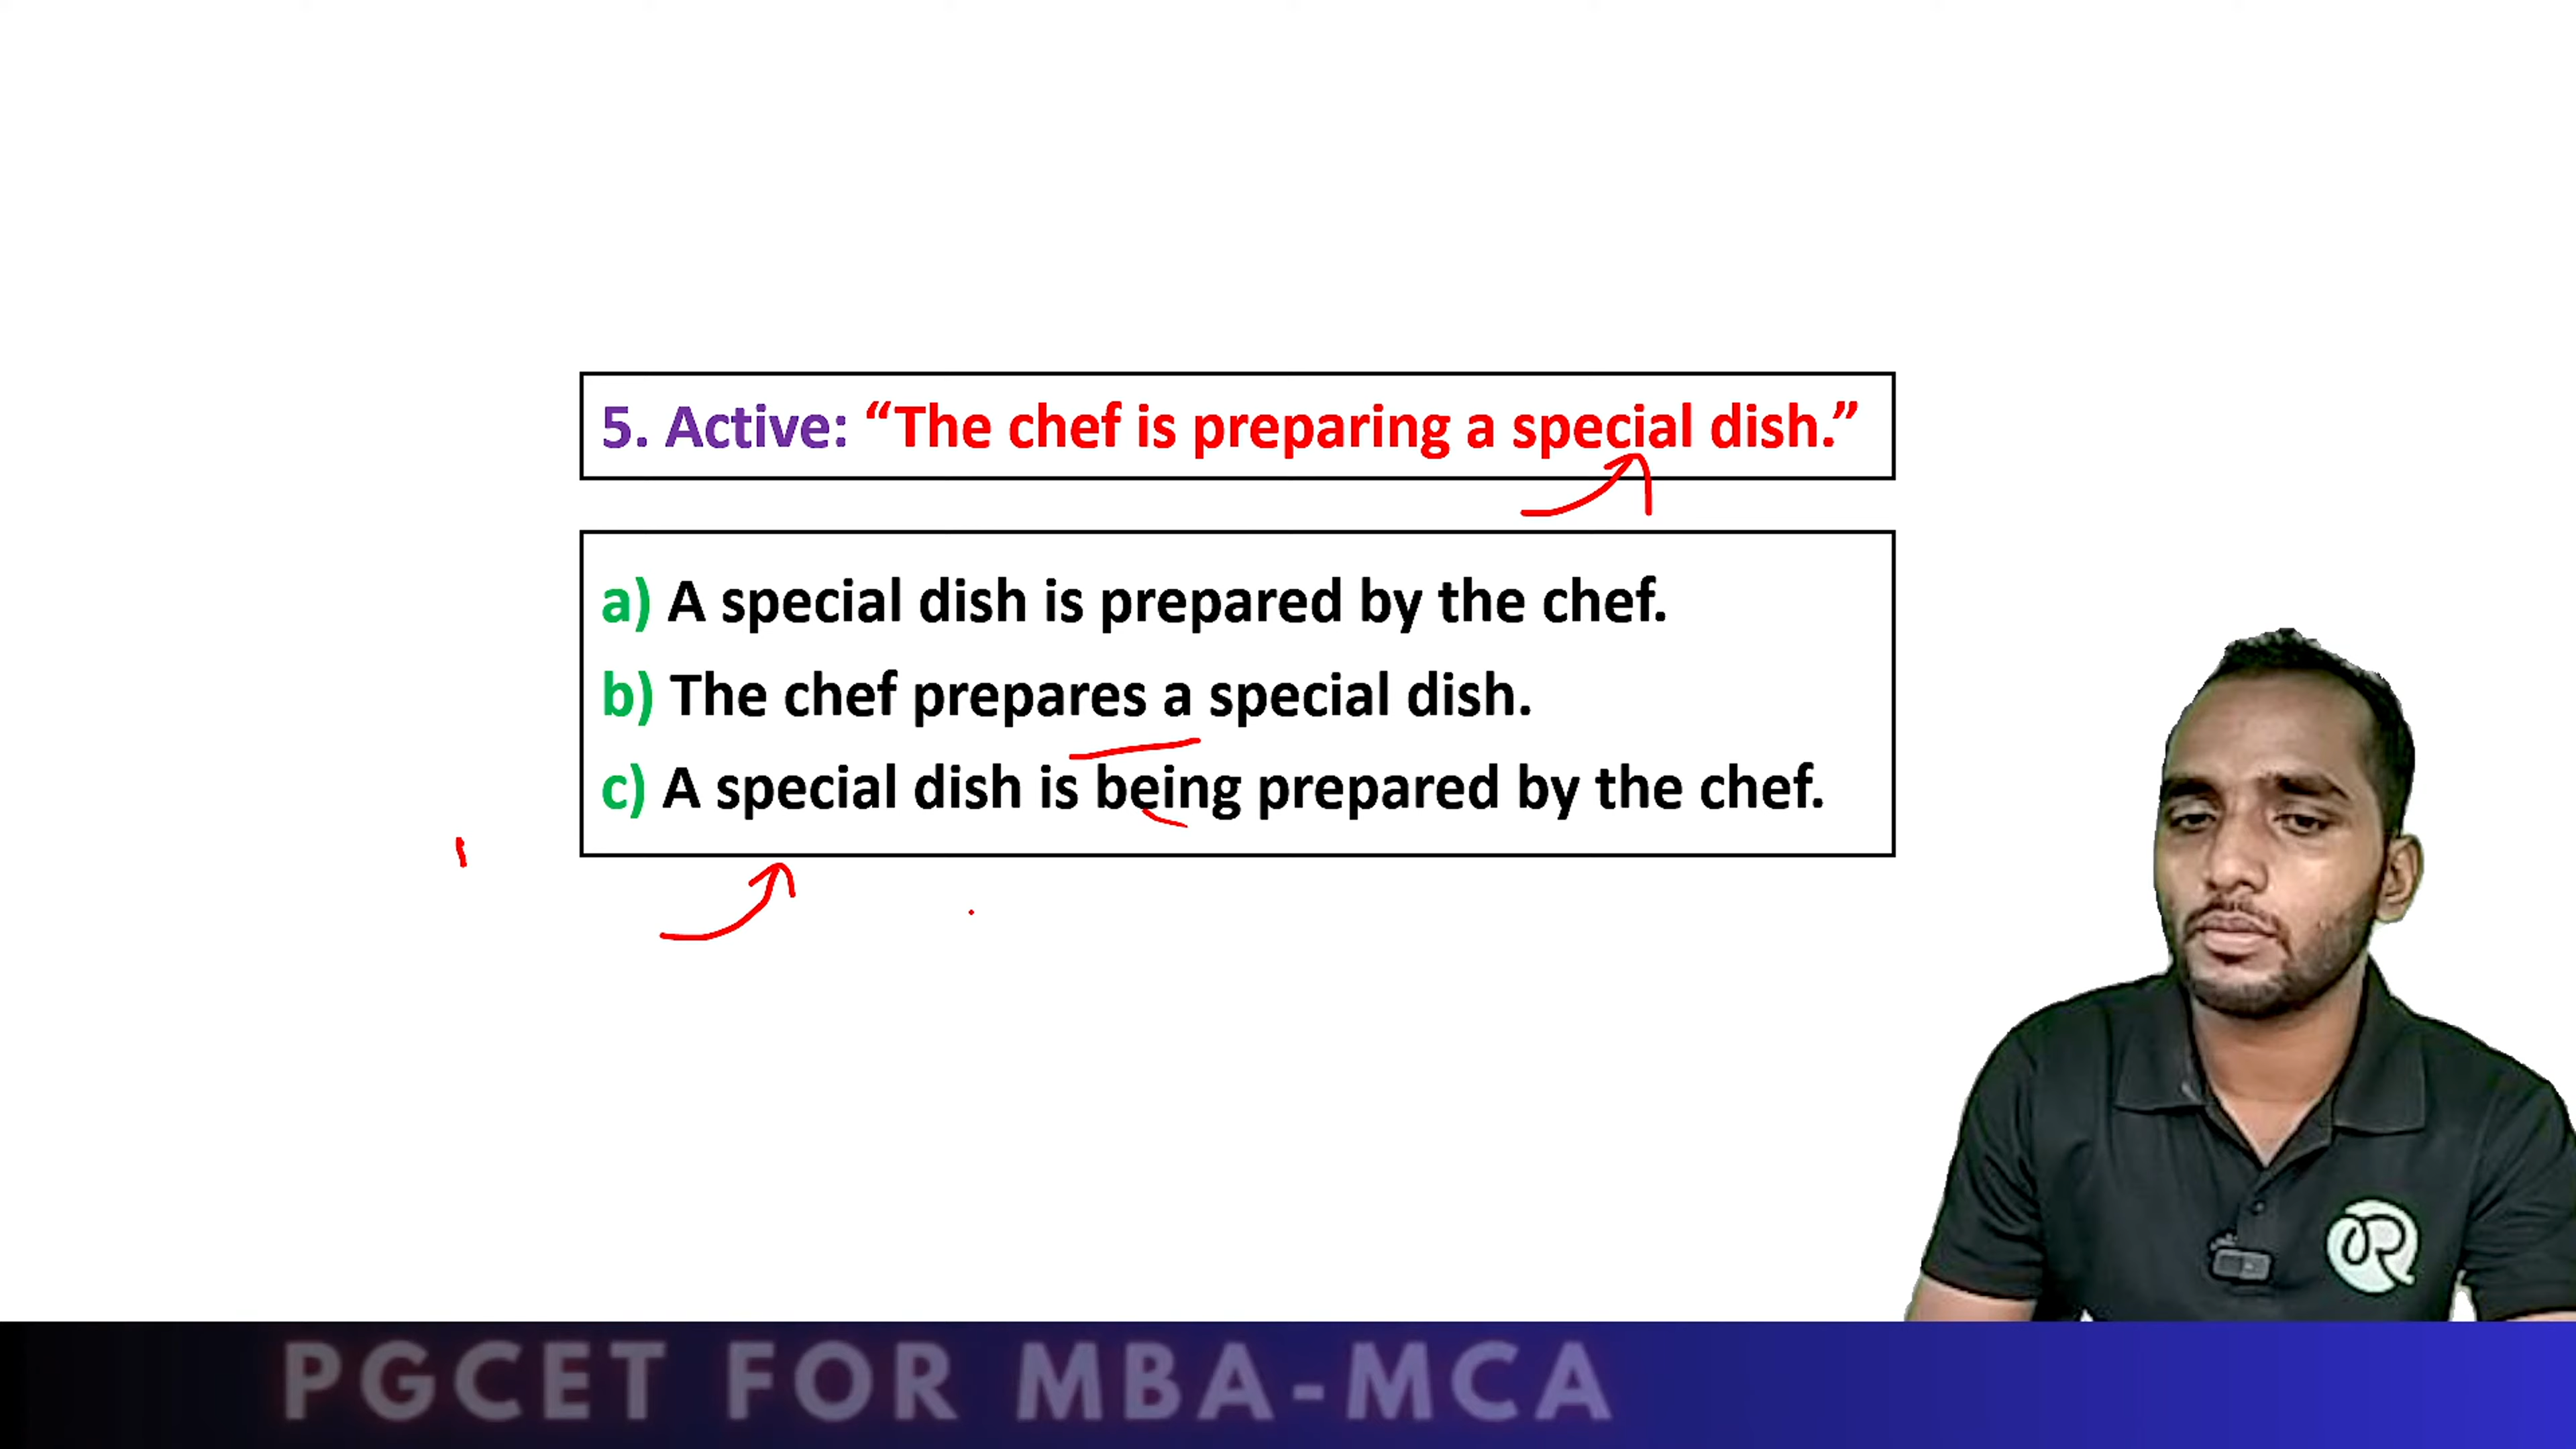 5. Active: “The chef is preparing a special dish.”
a) A special dish is prepared by the chef.
b) The chef prepares a special dish.
c) A special dish is being prepared by the chef.
PGCET FOR MBA-MCA